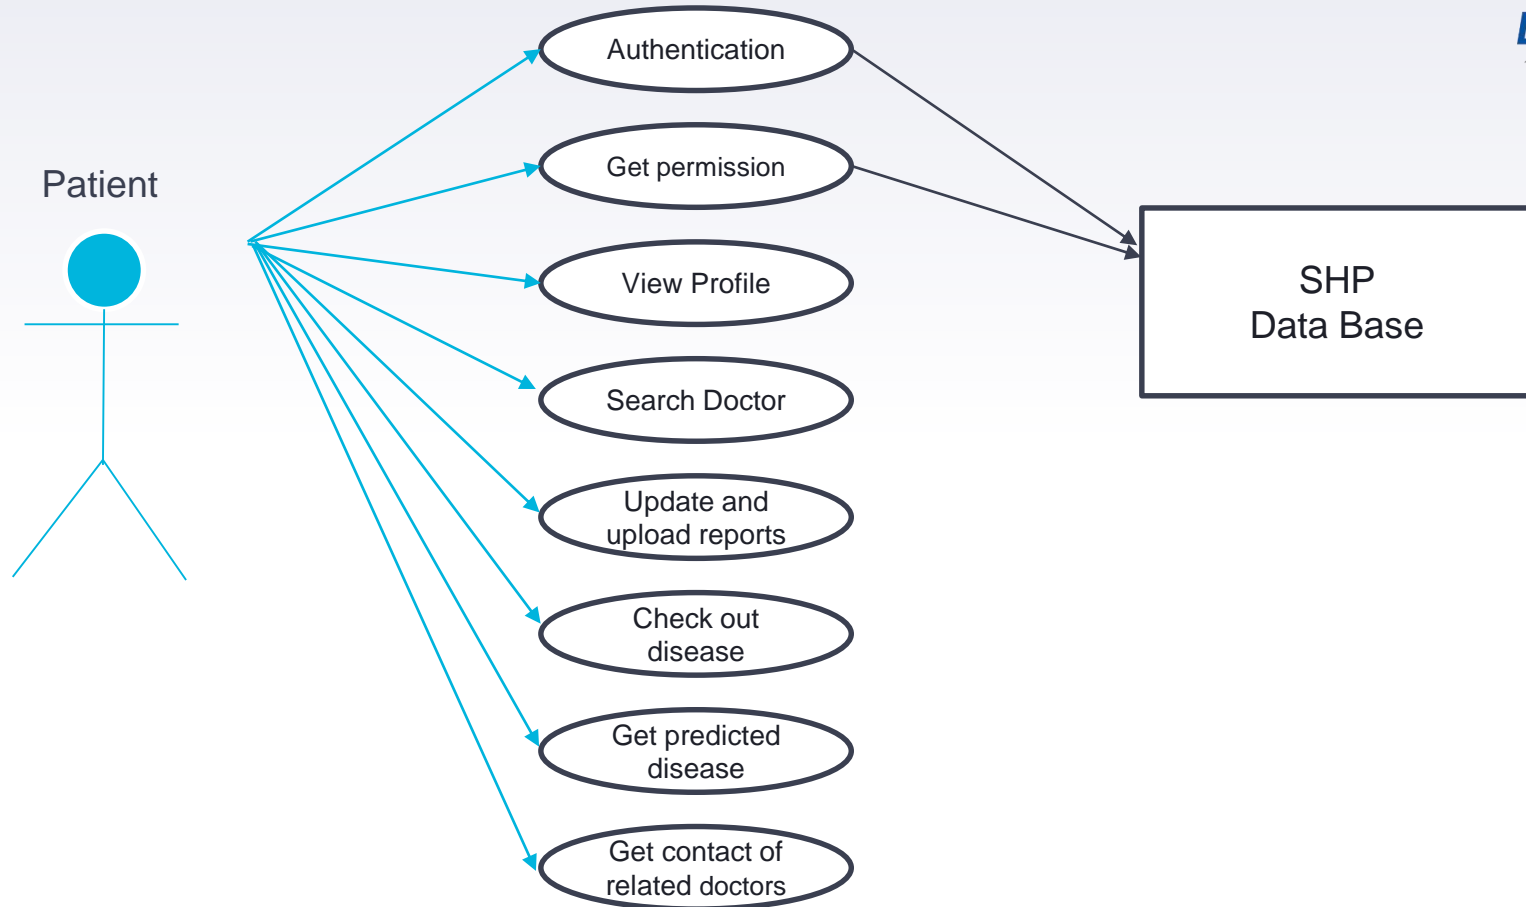 Authentication
Get permission
Patient
View Profile
SHP
Data Base
Search Doctor
Update and
upload reports
Check out
disease
Get predicted
disease
Get contact of
related doctors